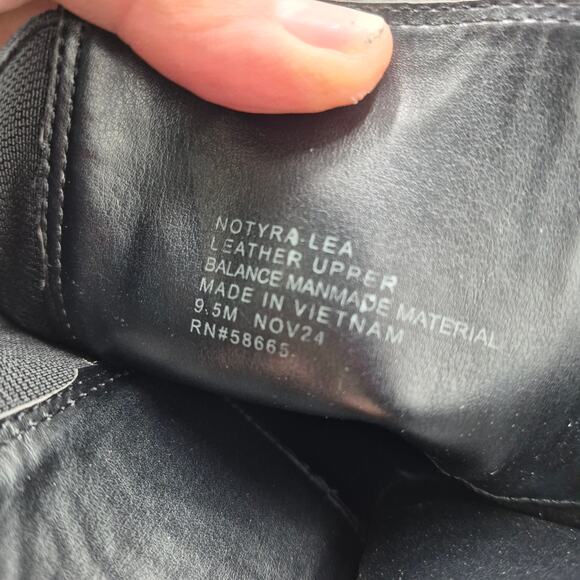 NOTYRA-LEA
LEATHER UPPER
BALANCE MANMADE MATERIAL
MADE IN VIETNAM
9.5M NOV24
RN#58665